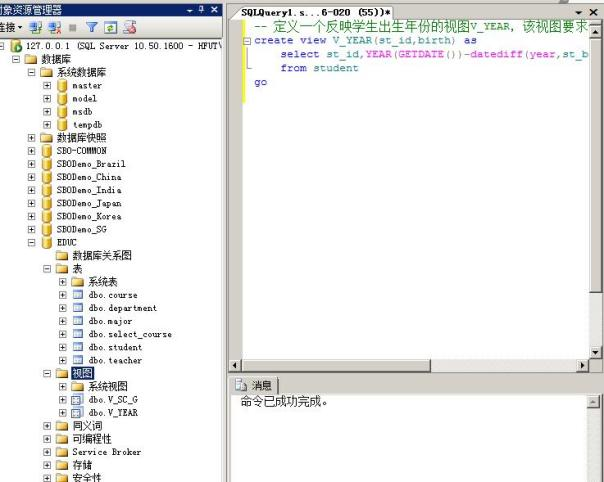 对象资源管理器
连接
127.0.0.1 (SQL Server 10.50.1600 - HFUT\
数据库
系统数据库
master
model
msdb
tempdb
数据库快照
SBO-COMMON
SBODemo_Brazil
SBODemo_China
SBODemo_India
SBODemo_Japan
SBODemo_Korea
SBODemo_SG
EDUC
数据库关系图
表
系统表
dbo.course
dbo.department
dbo.major
dbo.select_course
dbo.student
dbo.teacher
视图
系统视图
dbo.V_SC_G
dbo.V_YEAR
同义词
可编程性
Service Broker
存储
安全性
SQLQuery1.s...6-020 (55))*
-- 定义一个反映学生出生年份的视图V_YEAR，该视图要求
create view V_YEAR(st_id,birth) as
select st_id,YEAR(GETDATE())-datediff(year,st_b
from student
go
消息
命令已成功完成。